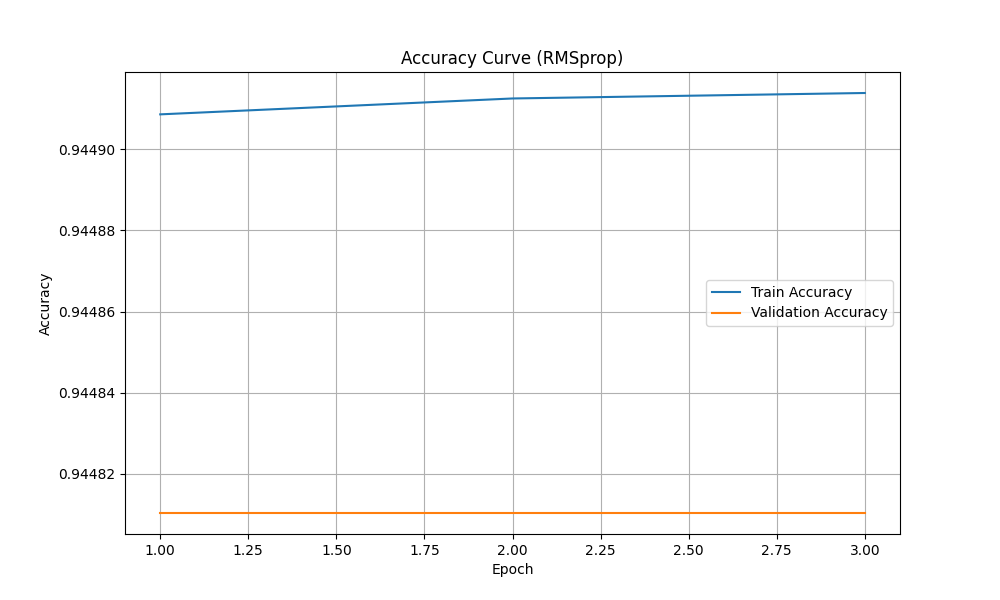 Accuracy Curve (RMSprop)
Accuracy
0.94490
0.94488
0.94486
0.94484
0.94482
Train Accuracy
Validation Accuracy
1.00 1.25 1.50 1.75 2.00 2.25 2.50 2.75 3.00
Epoch